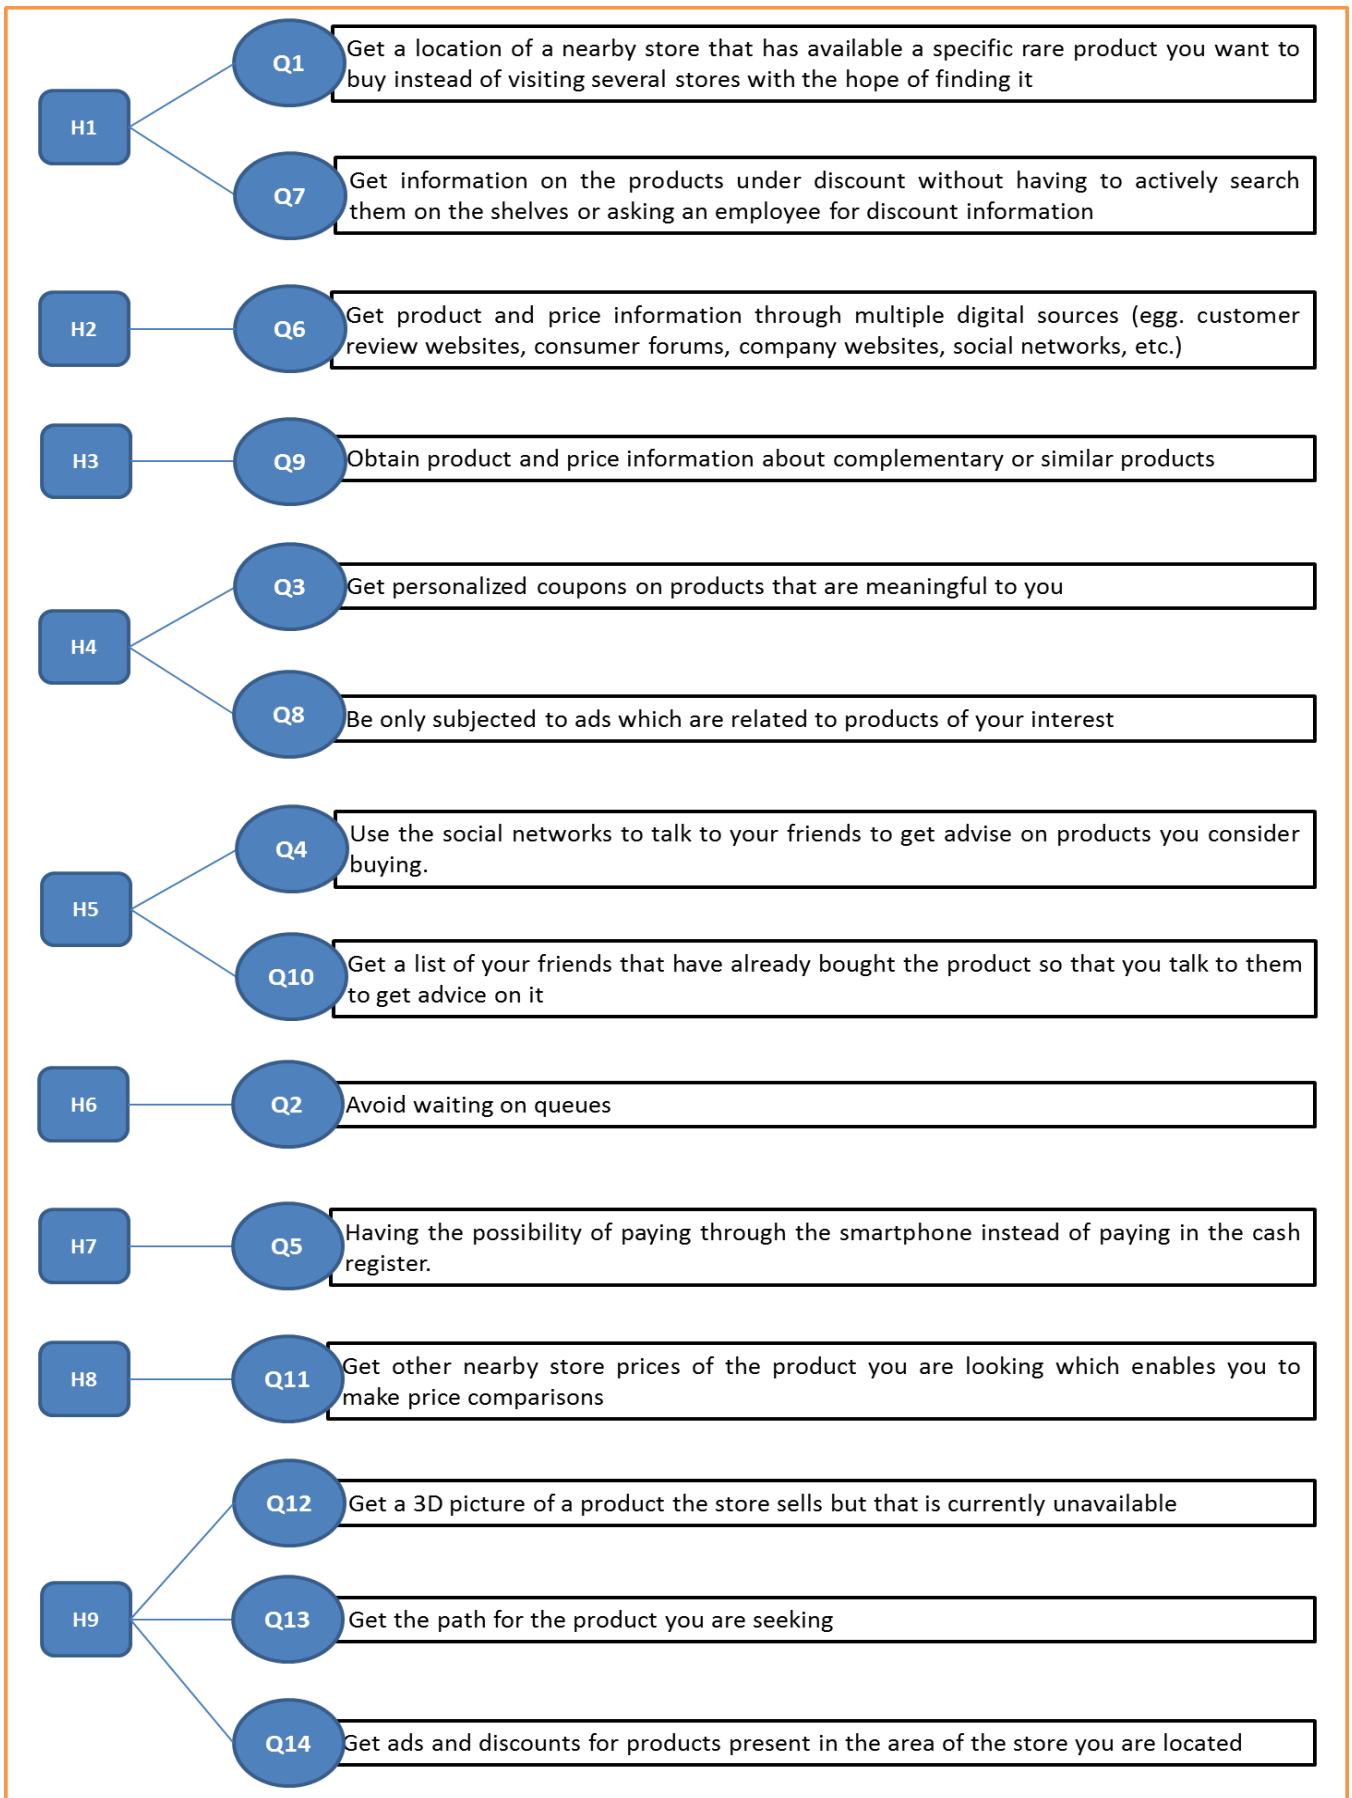 Q1
Get a location of a nearby store that has available a specific rare product you want to
buy instead of visiting several stores with the hope of finding it
H1
Q7
Get information on the products under discount without having to actively search
them on the shelves or asking an employee for discount information
H2
Q6
Get product and price information through multiple digital sources (egg. customer
review websites, consumer forums, company websites, social networks, etc.)
H3
Q9
Obtain product and price information about complementary or similar products
Q3
Get personalized coupons on products that are meaningful to you
H4
Q8
Be only subjected to ads which are related to products of your interest
Q4
Use the social networks to talk to your friends to get advise on products you consider
buying.
H5
Q10
Get a list of your friends that have already bought the product so that you talk to them
to get advice on it
H6
Q2
Avoid waiting on queues
H7
Q5
Having the possibility of paying through the smartphone instead of paying in the cash
register.
H8
Q11
Get other nearby store prices of the product you are looking which enables you to
make price comparisons
Q12
Get a 3D picture of a product the store sells but that is currently unavailable
H9
Q13
Get the path for the product you are seeking
Q14
Get ads and discounts for products present in the area of the store you are located